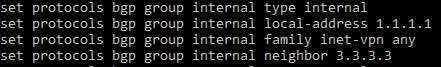 set protocols bgp group internal type internal
set protocols bgp group internal local-address 1.1.1.1
set protocols bgp group internal family inet-vpn any
set protocols bgp group internal neighbor 3.3.3.3